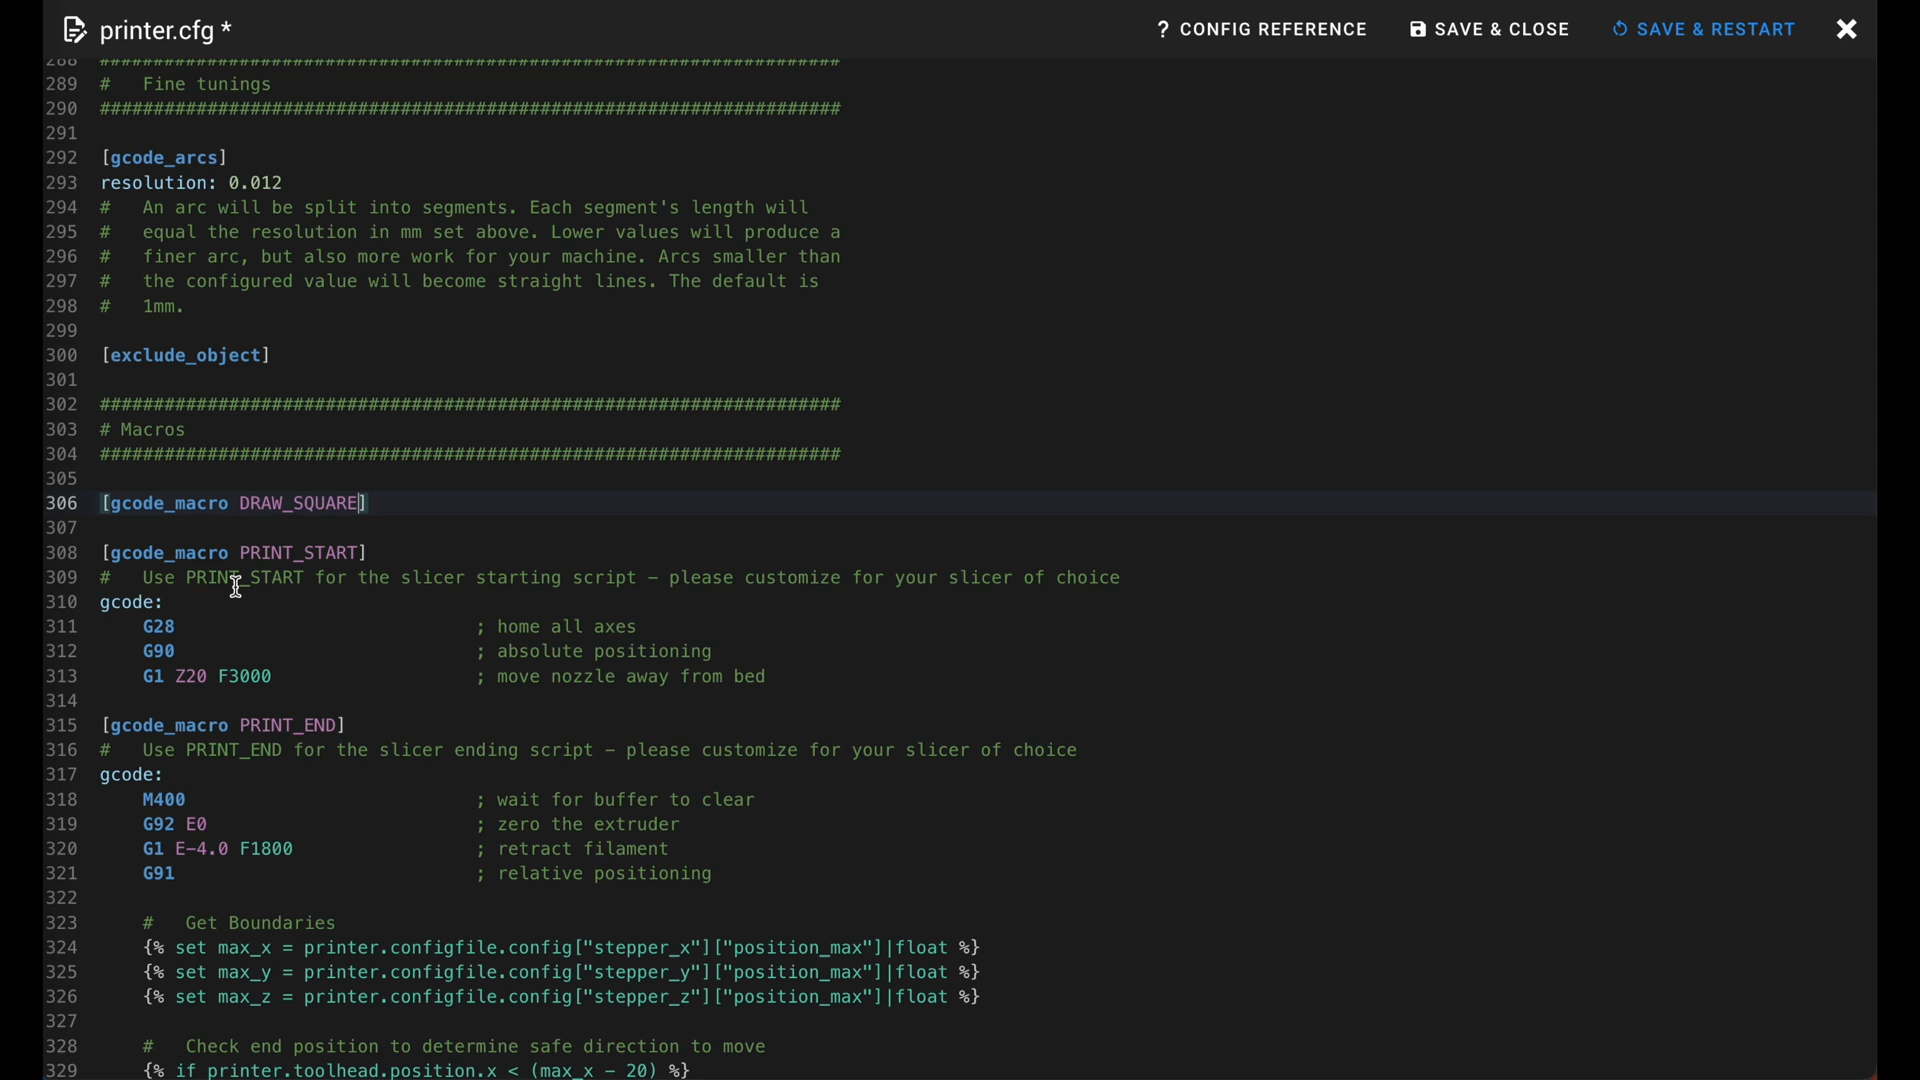 printer.cfg *
? CONFIG REFERENCE
SAVE & CLOSE
SAVE & RESTART
288 #####################################################################
289 #   Fine tunings
290 #####################################################################
291
292 [gcode_arcs]
293 resolution: 0.012
294 #   An arc will be split into segments. Each segment's length will
295 #   equal the resolution in mm set above. Lower values will produce a
296 #   finer arc, but also more work for your machine. Arcs smaller than
297 #   the configured value will become straight lines. The default is
298 #   1mm.
299
300 [exclude_object]
301
302 #####################################################################
303 # Macros
304 #####################################################################
305
306 [gcode_macro DRAW_SQUARE]
307
308 [gcode_macro PRINT_START]
309 #   Use PRINT_START for the slicer starting script - please customize for your slicer of choice
310 gcode:
311     G28                            ; home all axes
312     G90                            ; absolute positioning
313     G1 Z20 F3000                   ; move nozzle away from bed
314
315 [gcode_macro PRINT_END]
316 #   Use PRINT_END for the slicer ending script - please customize for your slicer of choice
317 gcode:
318     M400                           ; wait for buffer to clear
319     G92 E0                         ; zero the extruder
320     G1 E-4.0 F1800                 ; retract filament
321     G91                            ; relative positioning
322
323     #   Get Boundaries
324     {% set max_x = printer.configfile.config["stepper_x"]["position_max"]|float %}
325     {% set max_y = printer.configfile.config["stepper_y"]["position_max"]|float %}
326     {% set max_z = printer.configfile.config["stepper_z"]["position_max"]|float %}
327
328     #   Check end position to determine safe direction to move
329     {% if printer.toolhead.position.x < (max_x - 20) %}